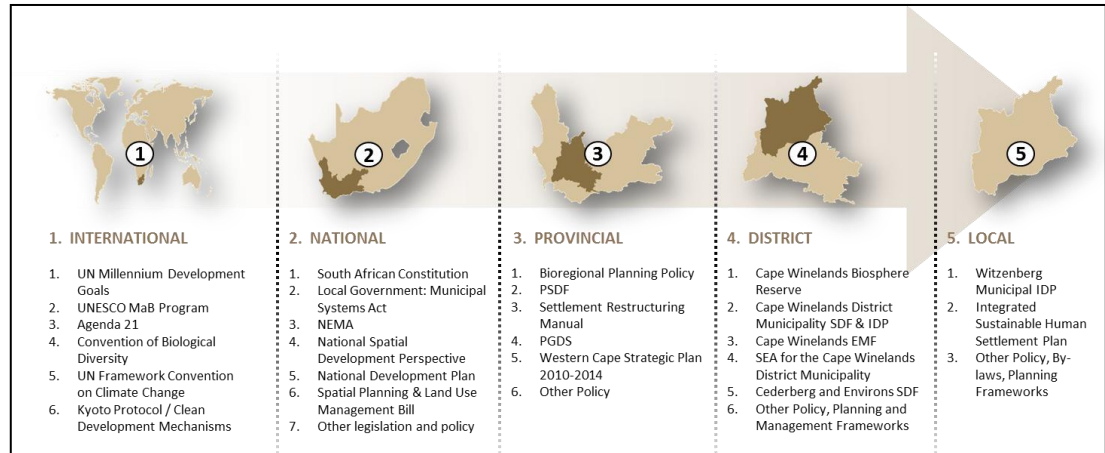 1
2
3
4
5
1. INTERNATIONAL
1. UN Millennium Development
Goals
2. UNESCO MaB Program
3. Agenda 21
4. Convention of Biological
Diversity
5. UN Framework Convention
on Climate Change
6. Kyoto Protocol / Clean
Development Mechanisms
2. NATIONAL
1. South African Constitution
2. Local Government: Municipal
Systems Act
3. NEMA
4. National Spatial
Development Perspective
5. National Development Plan
6. Spatial Planning & Land Use
Management Bill
7. Other legislation and policy
3. PROVINCIAL
1. Bioregional Planning Policy
2. PSDF
3. Settlement Restructuring
Manual
4. PGDS
5. Western Cape Strategic Plan
2010-2014
6. Other Policy
4. DISTRICT
1. Cape Winelands Biosphere
Reserve
2. Cape Winelands District
Municipality SDF & IDP
3. Cape Winelands EMF
4. SEA for the Cape Winelands
District Municipality
5. Cederberg and Environs SDF
6. Other Policy, Planning and
Management Frameworks
5. LOCAL
1. Witzenberg
Municipal IDP
2. Integrated
Sustainable Human
Settlement Plan
3. Other Policy, By-
laws, Planning
Frameworks